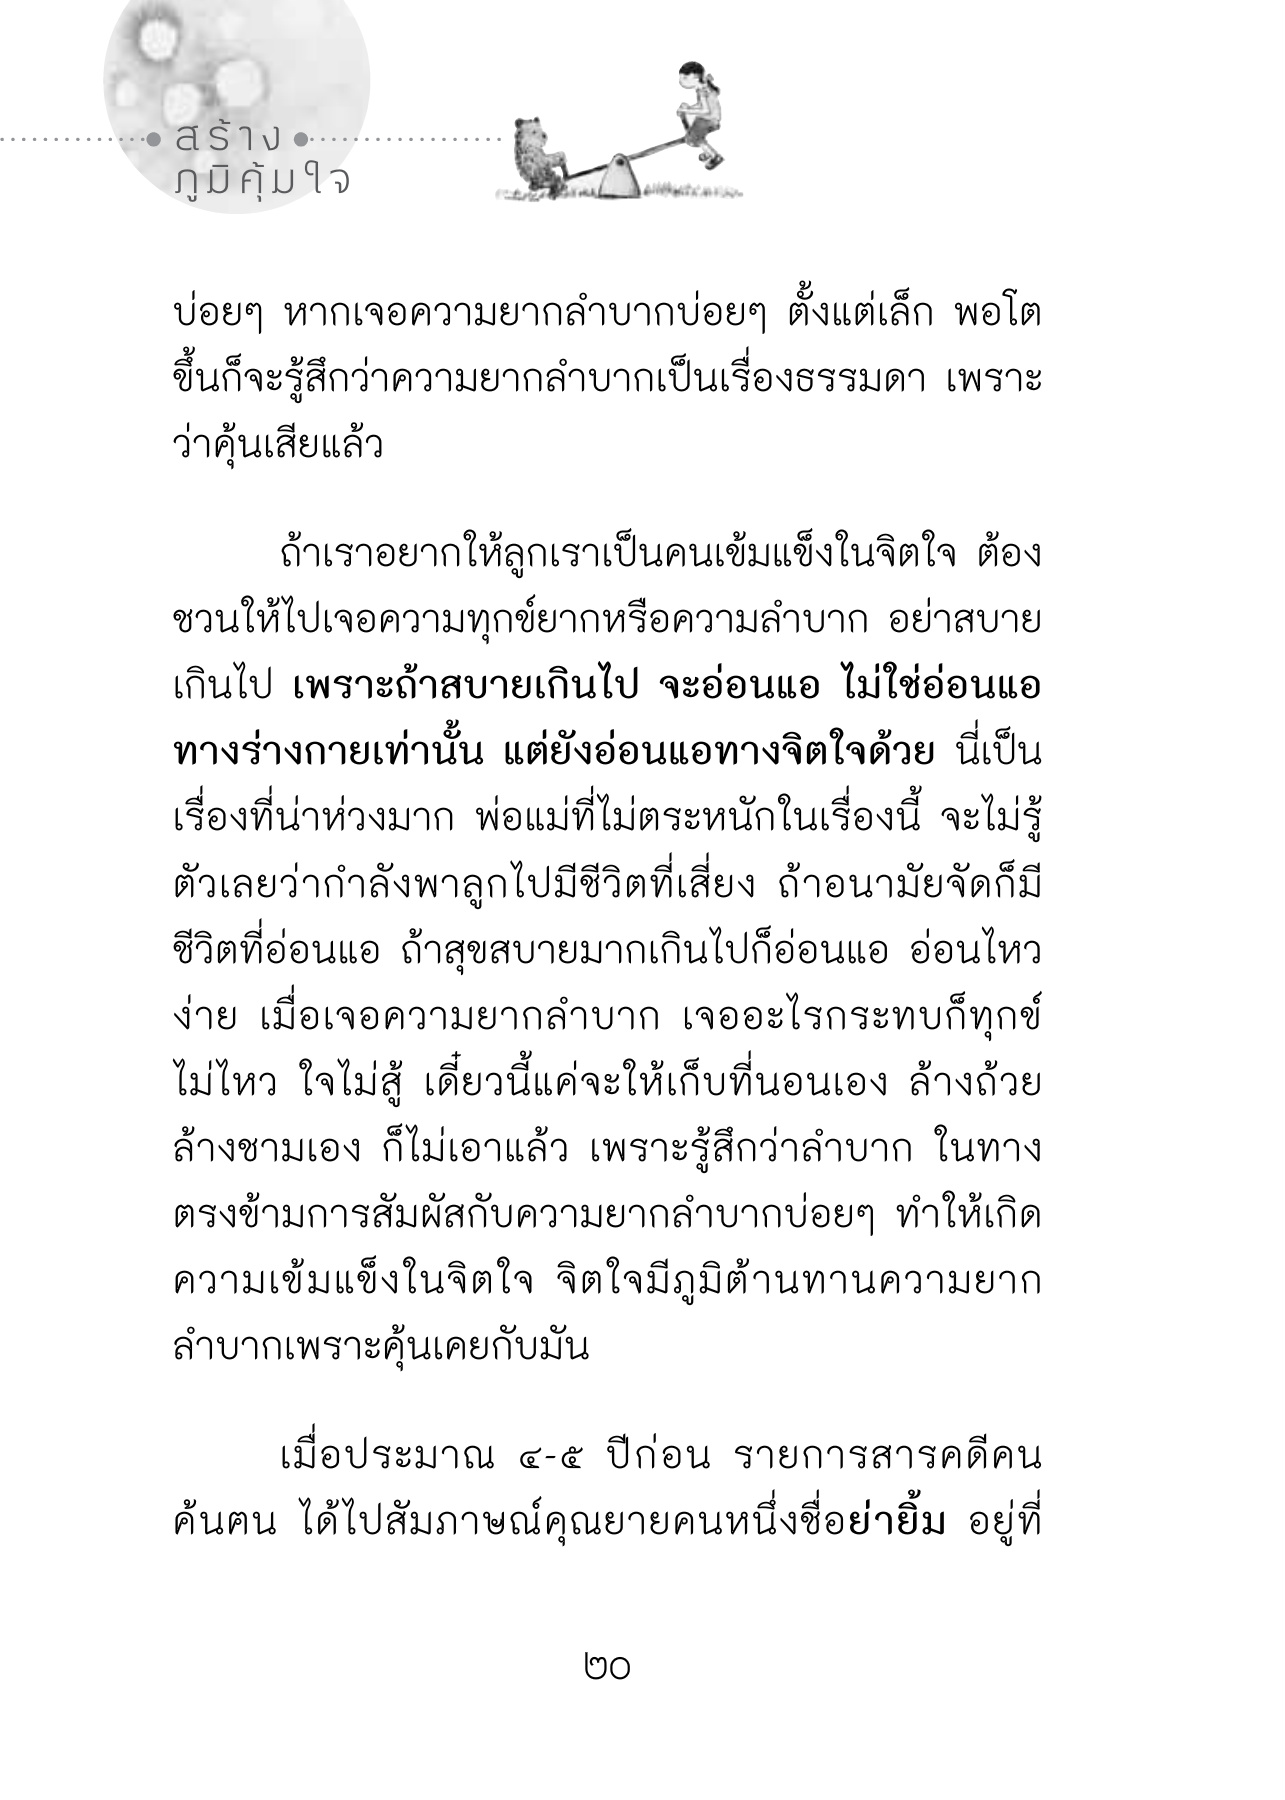 สร้าง
ภูมิคุ้มใจ
บ่อยๆ หากเจอความยากลำบากบ่อยๆ ตั้งแต่เล็ก พอโต
ขึ้นก็จะรู้สึกว่าความยากลำบากเป็นเรื่องธรรมดา เพราะ
ว่าคุ้นเสียแล้ว
ถ้าเราอยากให้ลูกเราเป็นคนเข้มแข็งในจิตใจ ต้อง
ชวนให้ไปเจอความทุกข์ยากหรือความลำบาก อย่าสบาย
เกินไป เพราะถ้าสบายเกินไป จะอ่อนแอ ไม่ใช่อ่อนแอ
ทางร่างกายเท่านั้น แต่ยังอ่อนแอทางจิตใจด้วย นี่เป็น
เรื่องที่น่าห่วงมาก พ่อแม่ที่ไม่ตระหนักในเรื่องนี้ จะไม่รู้
ตัวเลยว่ากำลังพาลูกไปมีชีวิตที่เสี่ยง ถ้าอนามัยจัดก็มี
ชีวิตที่อ่อนแอ ถ้าสุขสบายมากเกินไปก็อ่อนแอ อ่อนไหว
ง่าย เมื่อเจอความยากลำบาก เจออะไรกระทบก็ทุกข์
ไม่ไหว ใจไม่สู้ เดี๋ยวนี้แค่จะให้เก็บที่นอนเอง ล้างถ้วย
ล้างชามเอง ก็ไม่เอาแล้ว เพราะรู้สึกว่าลำบาก ในทาง
ตรงข้ามการสัมผัสกับความยากลำบากบ่อยๆ ทำให้เกิด
ความเข้มแข็งในจิตใจ จิตใจมีภูมิต้านทานความยาก
ลำบากเพราะคุ้นเคยกับมัน
เมื่อประมาณ ๔-๕ ปีก่อน รายการสารคดีคน
ค้นฅน ได้ไปสัมภาษณ์คุณยายคนหนึ่งชื่อย่ายิ้ม อยู่ที่
๒๐